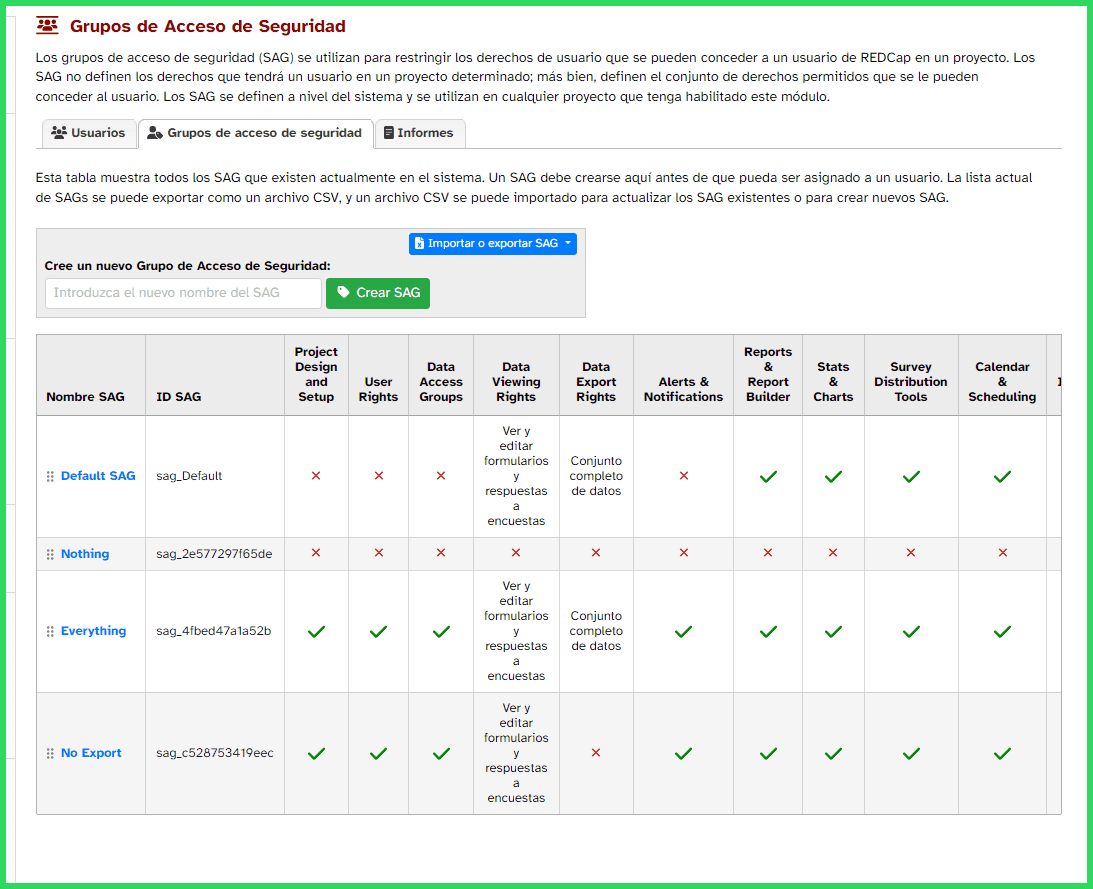 Grupos de Acceso de Seguridad
Los grupos de acceso de seguridad (SAG) se utilizan para restringir los derechos de usuario que se pueden conceder a un usuario de REDCap en un proyecto. Los
SAG no definen los derechos que tendrá un usuario en un proyecto determinado; más bien, definen el conjunto de derechos permitidos que se le pueden
conceder al usuario. Los SAG se definen a nivel del sistema y se utilizan en cualquier proyecto que tenga habilitado este módulo.
Usuarios Grupos de acceso de seguridad Informes
Esta tabla muestra todos los SAG que existen actualmente en el sistema. Un SAG debe crearse aquí antes de que pueda ser asignado a un usuario. La lista actual
de SAGs se puede exportar como un archivo CSV, y un archivo CSV se puede importado para actualizar los SAG existentes o para crear nuevos SAG.
Importar o exportar SAG
Cree un nuevo Grupo de Acceso de Seguridad:
Introduzca el nuevo nombre del SAG Crear SAG
Nombre SAG
ID SAG
Project
Design
and
Setup
User
Rights
Data
Access
Groups
Data
Viewing
Rights
Data
Export
Rights
Alerts &
Notifications
Reports
&
Report
Builder
Stats
&
Charts
Survey
Distribution
Tools
Calendar
&
Scheduling
Default SAG
sag_Default
Ver y
editar
formularios
y
respuestas
a
encuestas
Conjunto
completo
de datos
Nothing
sag_2e577297f65de
Everything
sag_4fbed47a1a52b
Ver y
editar
formularios
y
respuestas
a
encuestas
Conjunto
completo
de datos
No Export
sag_c528753419eec
Ver y
editar
formularios
y
respuestas
a
encuestas